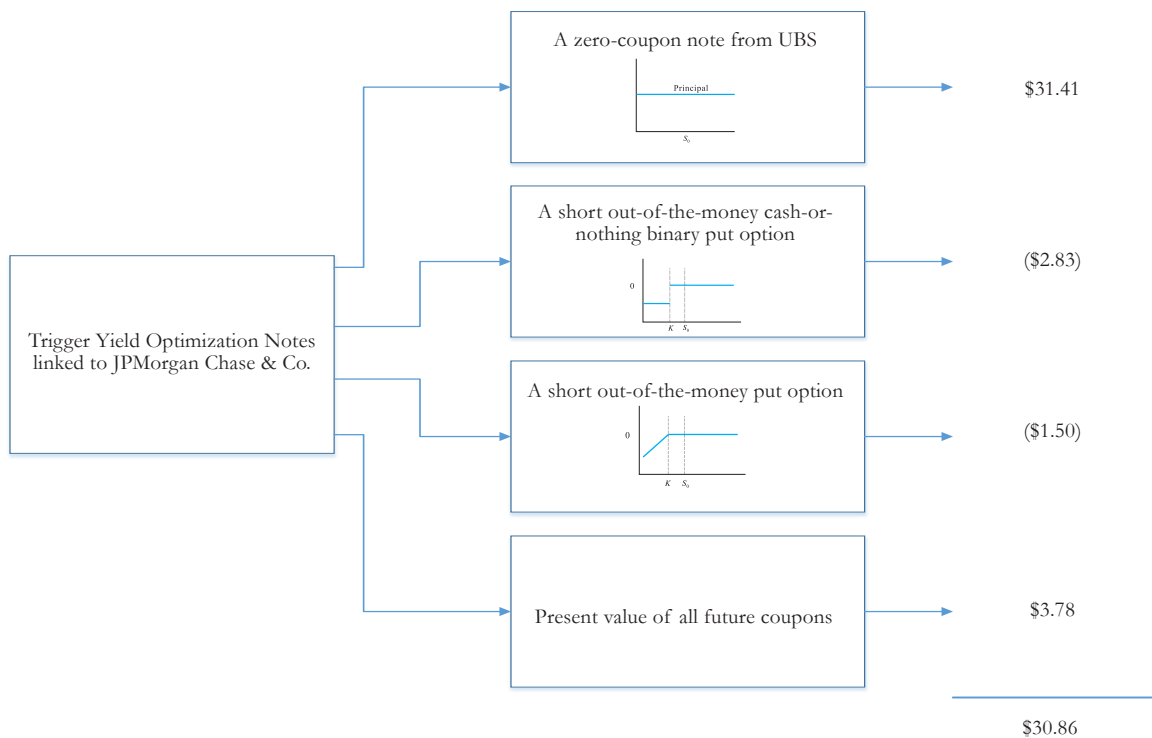 A zero-coupon note from UBS
Principal
S₀
$31.41
A short out-of-the-money cash-or-
nothing binary put option
0
K
S₀
($2.83)
Trigger Yield Optimization Notes
linked to JPMorgan Chase & Co.
A short out-of-the-money put option
0
K
S₀
($1.50)
Present value of all future coupons
$3.78
$30.86